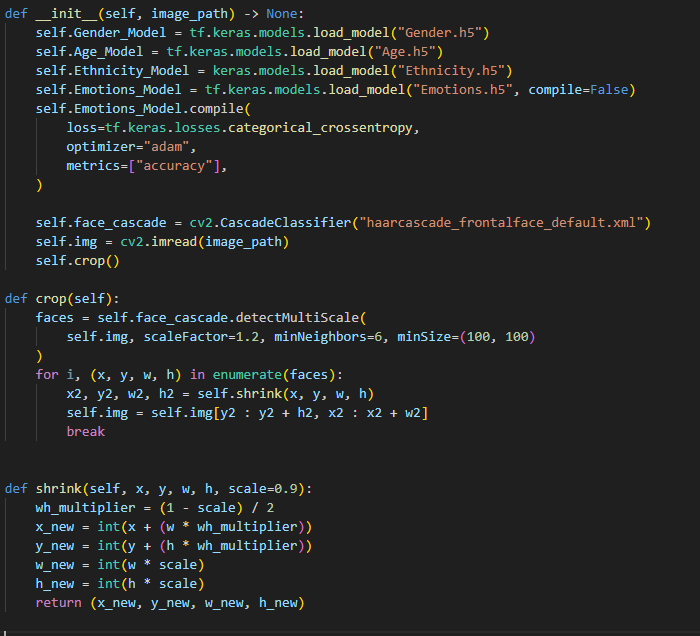 def __init__(self, image_path) -> None:
    self.Gender_Model = tf.keras.models.load_model("Gender.h5")
    self.Age_Model = tf.keras.models.load_model("Age.h5")
    self.Ethnicity_Model = keras.models.load_model("Ethnicity.h5")
    self.Emotions_Model = tf.keras.models.load_model("Emotions.h5", compile=False)
    self.Emotions_Model.compile(
        loss=tf.keras.losses.categorical_crossentropy,
        optimizer="adam",
        metrics=["accuracy"],
    )

    self.face_cascade = cv2.CascadeClassifier("haarcascade_frontalface_default.xml")
    self.img = cv2.imread(image_path)
    self.crop()

def crop(self):
    faces = self.face_cascade.detectMultiScale(
        self.img, scaleFactor=1.2, minNeighbors=6, minSize=(100, 100)
    )
    for i, (x, y, w, h) in enumerate(faces):
        x2, y2, w2, h2 = self.shrink(x, y, w, h)
        self.img = self.img[y2 : y2 + h2, x2 : x2 + w2]
        break


def shrink(self, x, y, w, h, scale=0.9):
    wh_multiplier = (1 - scale) / 2
    x_new = int(x + (w * wh_multiplier))
    y_new = int(y + (h * wh_multiplier))
    w_new = int(w * scale)
    h_new = int(h * scale)
    return (x_new, y_new, w_new, h_new)